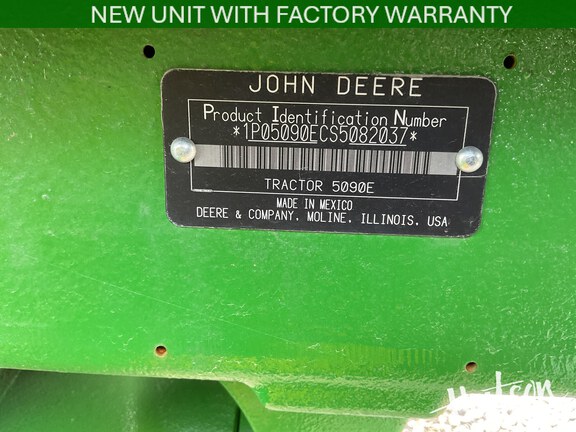 NEW UNIT WITH FACTORY WARRANTY
JOHN DEERE
Product Identification Number
*1P05090ECS5082037*
TRACTOR 5090E
MADE IN MEXICO
DEERE & COMPANY, MOLINE, ILLINOIS, USA
Hutson